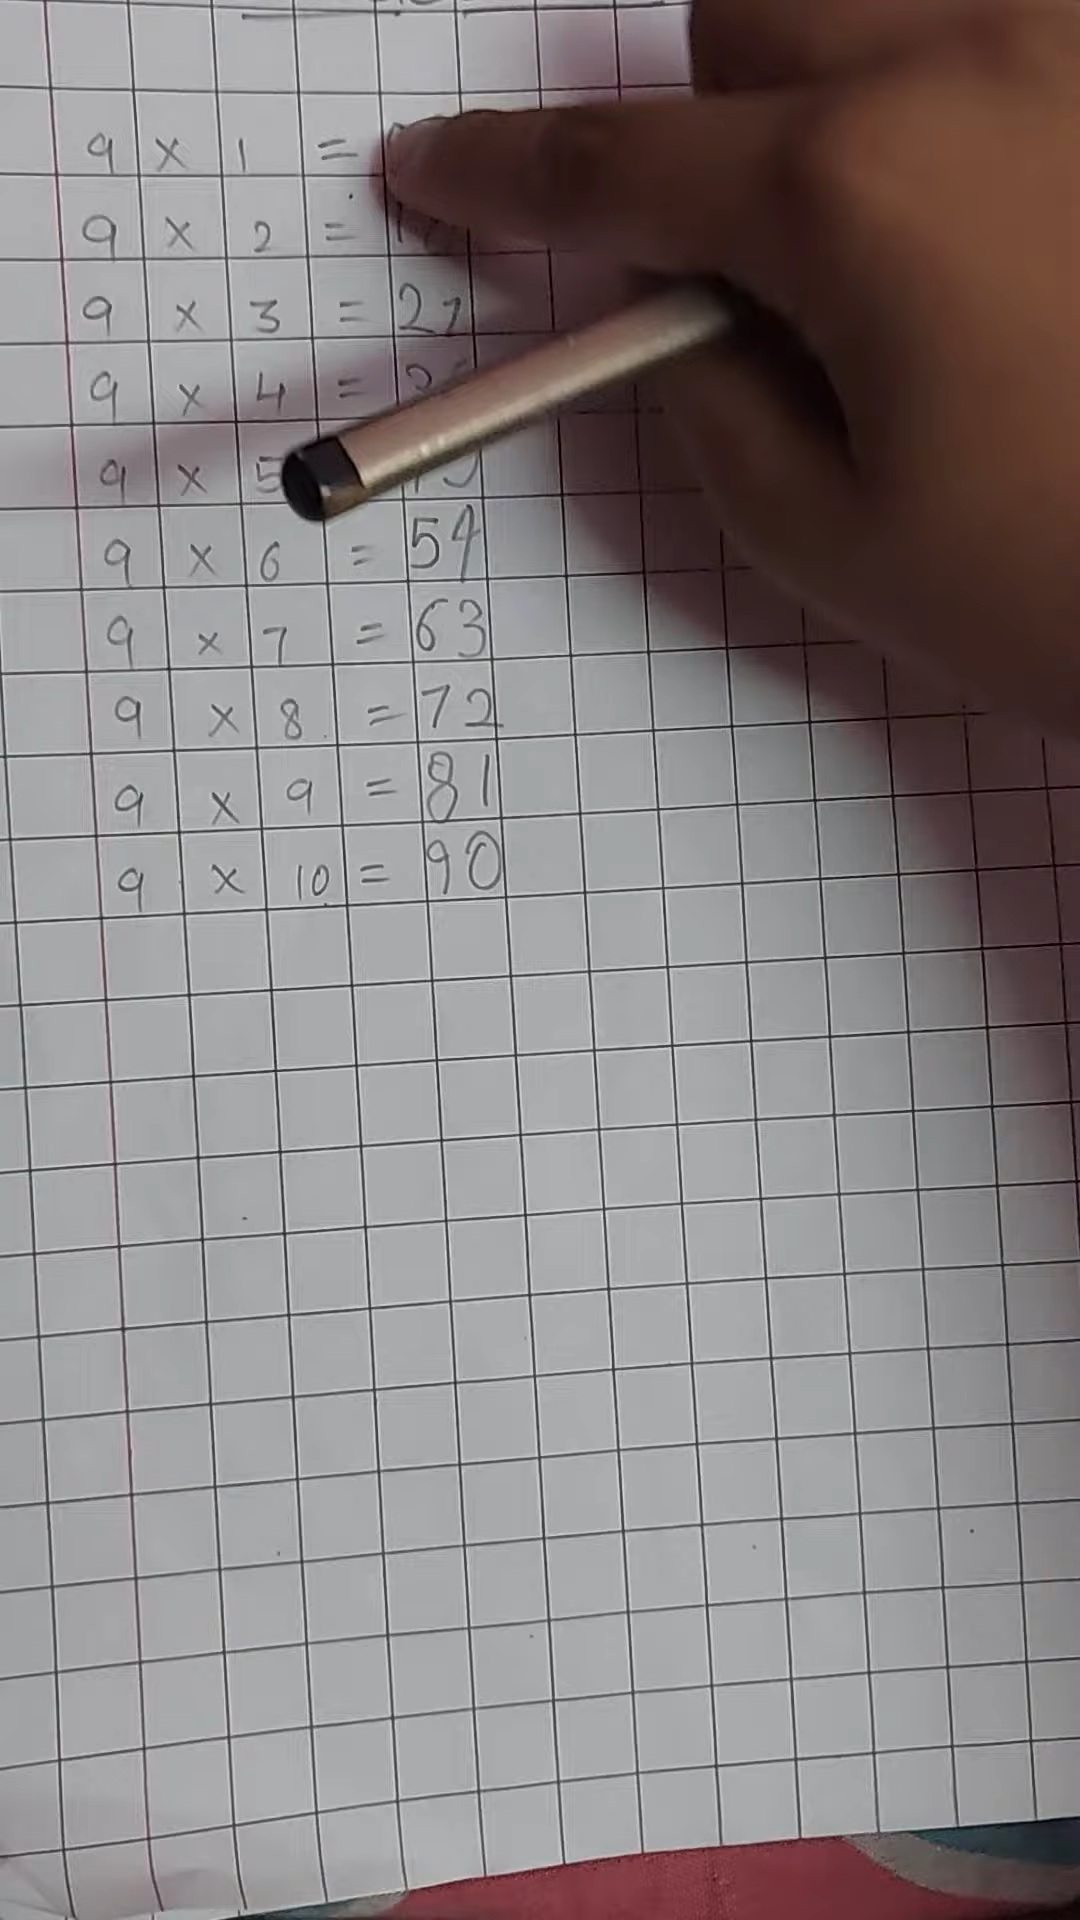 9 × 1 =
9 × 2 =
9 × 3 = 27
9 × 4 =
9 × 5
9 × 6 = 54
9 × 7 = 63
9 × 8 = 72
9 × 9 = 81
9 × 10 = 90